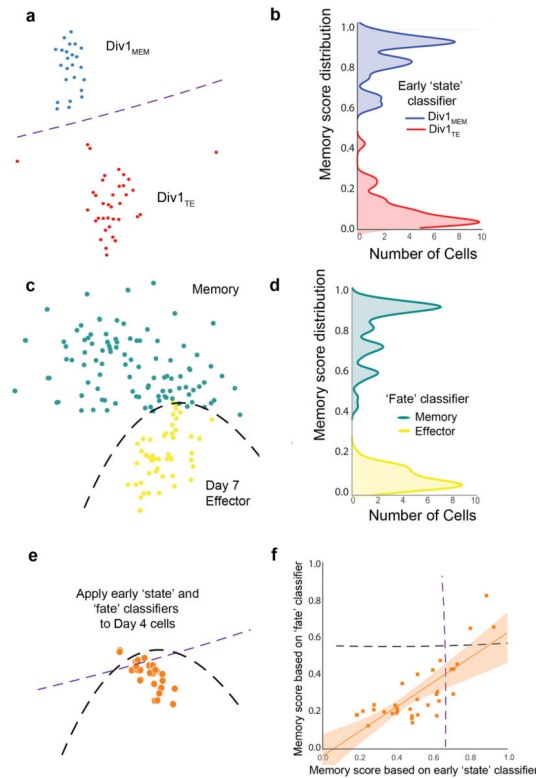 a
Div1MEM
Div1TE
b
Memory score distribution
1.0
0.8
0.6
0.4
0.2
0.0
Early ‘state’
classifier
Div1MEM
Div1TE
0 2 4 6 8 10
Number of Cells
c
Memory
Day 7
Effector
d
Memory score distribution
1.0
0.8
0.6
0.4
0.2
0.0
‘Fate’ classifier
Memory
Effector
0 2 4 6 8 10
Number of Cells
e
Apply early ‘state’ and
‘fate’ classifiers
to Day 4 cells
f
Memory score based on ‘fate’ classifier
1.0
0.8
0.6
0.4
0.2
0.0
0.0 0.2 0.4 0.6 0.8 1.0
Memory score based on early ‘state’ classifier